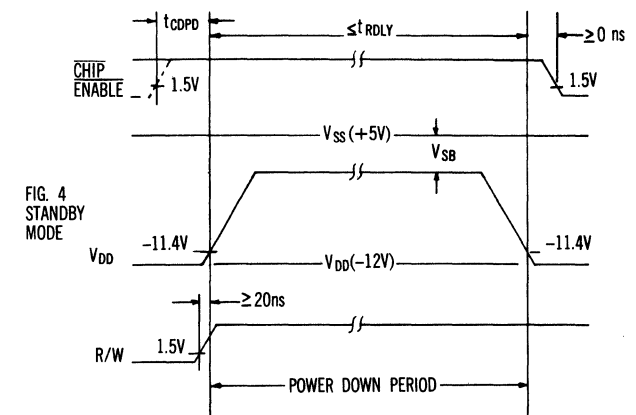 tCDPD
≤tRDLY
≥0 ns
CHIP
ENABLE
1.5V
1.5V
VSS (+5V)
VSB
FIG. 4
STANDBY
MODE
-11.4V
-11.4V
VDD
VDD(-12V)
≥20ns
1.5V
R/W
POWER DOWN PERIOD